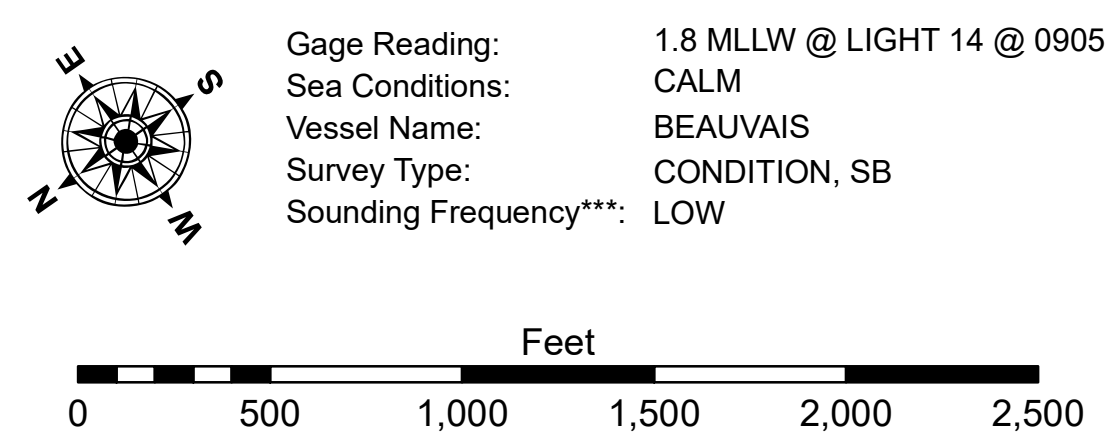 E
S
N
W
Gage Reading: 1.8 MLLW @ LIGHT 14 @ 0905
Sea Conditions: CALM
Vessel Name: BEAUVAIS
Survey Type: CONDITION, SB
Sounding Frequency***: LOW
Feet
0 500 1,000 1,500 2,000 2,500